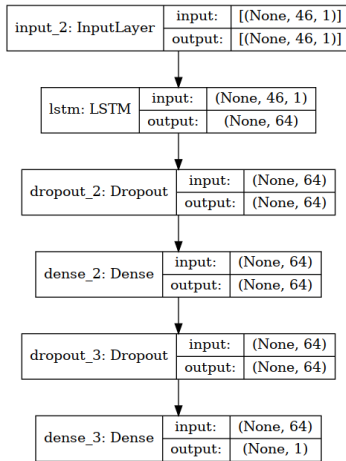 input_2: InputLayer input: [(None, 46, 1)]
output: [(None, 46, 1)]
lstm: LSTM input: (None, 46, 1)
output: (None, 64)
dropout_2: Dropout input: (None, 64)
output: (None, 64)
dense_2: Dense input: (None, 64)
output: (None, 64)
dropout_3: Dropout input: (None, 64)
output: (None, 64)
dense_3: Dense input: (None, 64)
output: (None, 1)